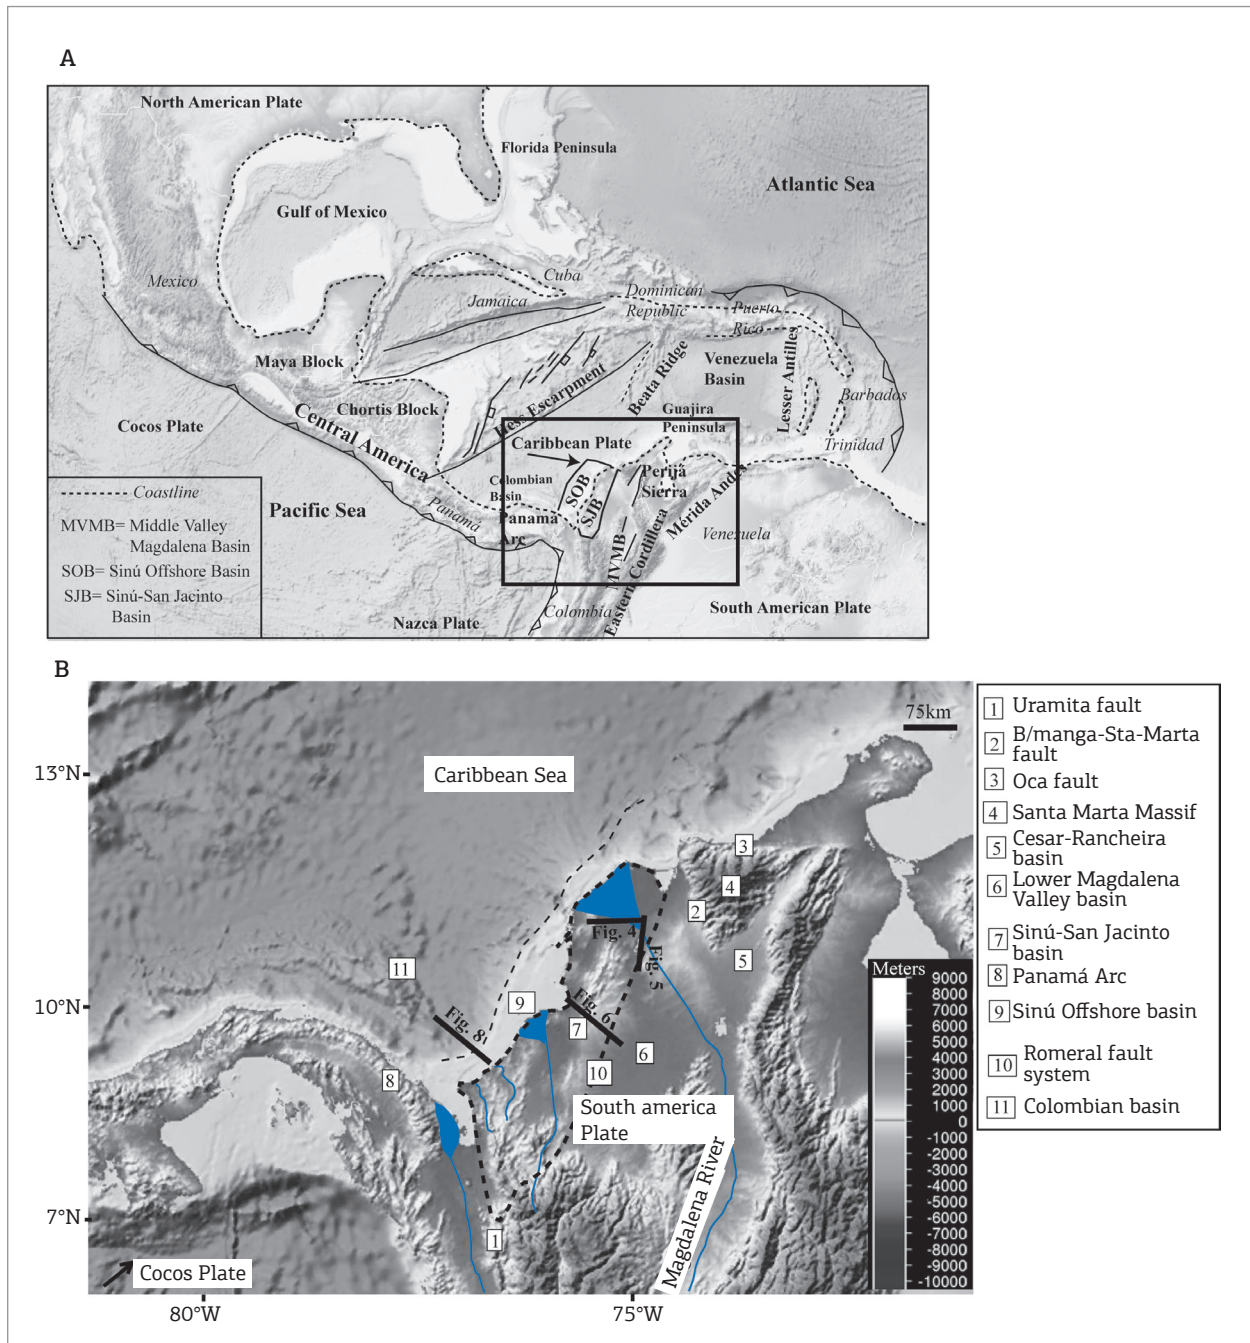 A
North American Plate
Florida Peninsula
Atlantic Sea
Gulf of Mexico
Mexico
Cuba
Jamaica
Dominican
Republic
Puerto
Rico
Maya Block
Venezuela
Basin
Lesser Antilles
Beata Ridge
Hess Escarpment
Chortis Block
Barbados
Cocos Plate
Central America
Guajira
Peninsula
Caribbean Plate
Trinidad
Colombian
Basin
SOB
SJB
Perijá
Sierra
Mérida Andes
Coastline
MVMB= Middle Valley
Magdalena Basin
SOB= Sinú Offshore Basin
SJB= Sinú-San Jacinto
Basin
Pacific Sea
Panamá
Panama
Arc
MVMB
Eastern Cordillera
Venezuela
Colombia
South American Plate
Nazca Plate
B
75km
13°N
Caribbean Sea
3
4
2
Fig. 4
Fig. 5
5
11
10°N
9
Fig. 6
7
Fig. 8
6
10
8
South america
Plate
Magdalena River
7°N
1
Cocos Plate
80°W
75°W
Meters
9000
8000
7000
6000
5000
4000
3000
2000
1000
0
-1000
-2000
-3000
-4000
-5000
-6000
-7000
-8000
-9000
-10000
1 Uramita fault
2 B/manga-Sta-Marta
fault
3 Oca fault
4 Santa Marta Massif
5 Cesar-Rancheira
basin
6 Lower Magdalena
Valley basin
7 Sinú-San Jacinto
basin
8 Panamá Arc
9 Sinú Offshore basin
10 Romeral fault
system
11 Colombian basin